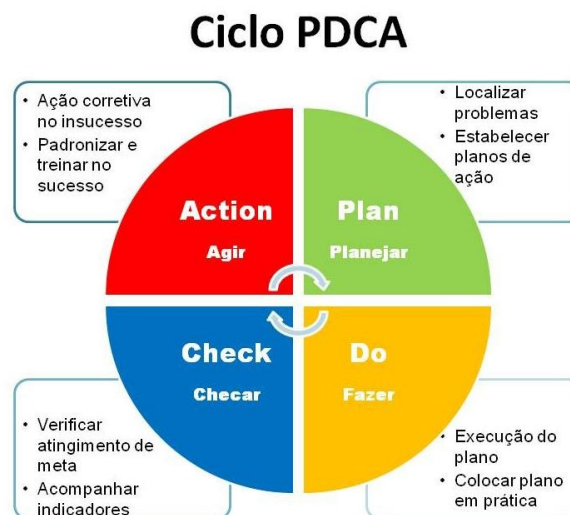 Ciclo PDCA
• Ação corretiva
no insucesso
• Padronizar e
treinar no
sucesso
Action
Agir
Plan
Planejar
• Localizar
problemas
• Estabelecer
planos de
ação
Check
Checar
Do
Fazer
• Verificar
atingimento de
meta
• Acompanhar
indicadores
• Execução do
plano
• Colocar plano
em prática